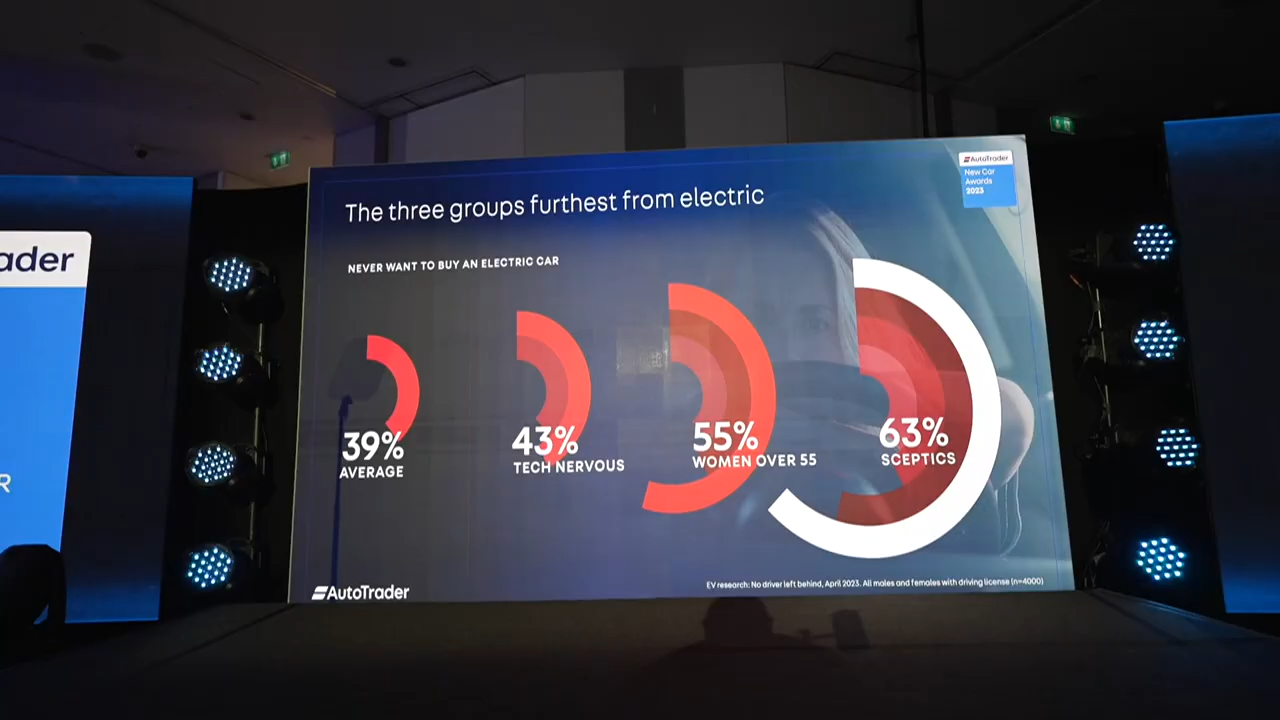 The three groups furthest from electric
AutoTrader
New Car
Awards
2023
NEVER WANT TO BUY AN ELECTRIC CAR
39%
AVERAGE
43%
TECH NERVOUS
55%
WOMEN OVER 55
63%
SCEPTICS
EV research: No driver left behind, April 2023. All males and females with driving license (n=4000)
AutoTrader
ader
R